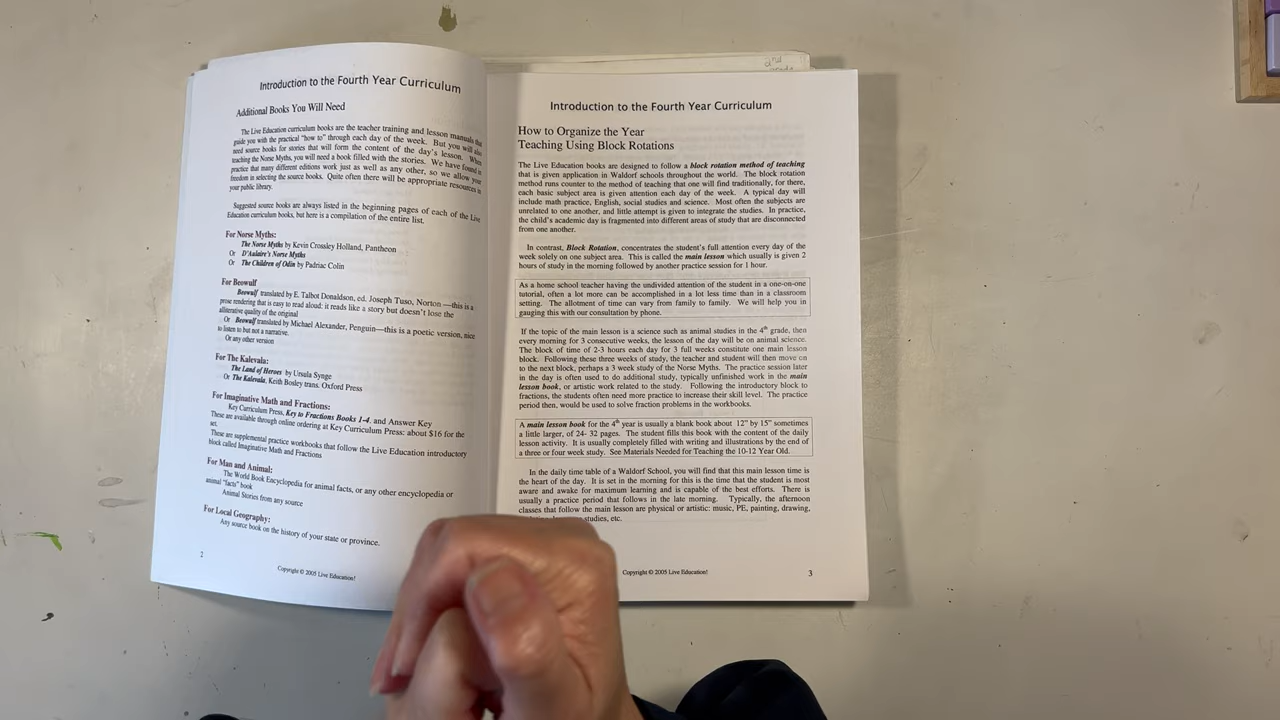 Introduction to the Fourth Year Curriculum
Additional Books You Will Need
The Live Education curriculum books are the teacher training and lesson manuals that
guide you with the practical "how to" through each day of the week. But you will also
need source books for stories that will form the content of the day's lesson. When
teaching the Norse Myths, you will need a book filled with the stories. We have found in
practice that many different editions work just as well as any other, so we allow your
freedom in selecting the source books. Quite often there will be appropriate resources in
your public library.
Suggested source books are always listed in the beginning pages of each of the Live
Education curriculum books, but here is a compilation of the entire list.
For Norse Myths:
The Norse Myths by Kevin Crossley Holland, Pantheon
Or D'Aulaire's Norse Myths
Or The Children of Odin by Padriac Colin
For Beowulf
Beowulf translated by E. Talbot Donaldson, ed. Joseph Tuso, Norton—this is a
prose rendering that is easy to read aloud: it reads like a story but doesn't lose the
alliterative quality of the original
Or Beowulf translated by Michael Alexander, Penguin—this is a poetic version, nice
to listen to but not a narrative.
Or any other version
For The Kalevala:
The Land of Heroes by Ursula Synge
Or The Kalevala, Keith Bosley trans. Oxford Press
For Imaginative Math and Fractions:
Key Curriculum Press, Key to Fractions Books 1-4, and Answer Key
These are available through online ordering at Key Curriculum Press: about $16 for the
set.
These are supplemental practice workbooks that follow the Live Education introductory
block called Imaginative Math and Fractions
For Man and Animal:
The World Book Encyclopedia for animal facts, or any other encyclopedia or
animal "facts" book
Animal Stories from any source
For Local Geography:
Any source book on the history of your state or province.
2
Copyright © 2005 Live Education!
2nd
Introduction to the Fourth Year Curriculum
How to Organize the Year
Teaching Using Block Rotations
The Live Education books are designed to follow a block rotation method of teaching
that is given application in Waldorf schools throughout the world. The block rotation
method runs counter to the method of teaching that one will find traditionally, for there,
each basic subject area is given attention each day of the week. A typical day will
include math practice, English, social studies and science. Most often the subjects are
unrelated to one another, and little attempt is given to integrate the studies. In practice,
the child's academic day is fragmented into different areas of study that are disconnected
from one another.
In contrast, Block Rotation, concentrates the student's full attention every day of the
week solely on one subject area. This is called the main lesson which usually is given 2
hours of study in the morning followed by another practice session for 1 hour.
As a home school teacher having the undivided attention of the student in a one-on-one
tutorial, often a lot more can be accomplished in a lot less time than in a classroom
setting. The allotment of time can vary from family to family. We will help you in
gauging this with our consultation by phone.
If the topic of the main lesson is a science such as animal studies in the 4th grade, then
every morning for 3 consecutive weeks, the lesson of the day will be on animal science.
The block of time of 2-3 hours each day for 3 full weeks constitute one main lesson
block. Following these three weeks of study, the teacher and student will then move on
to the next block, perhaps a 3 week study of the Norse Myths. The practice session later
in the day is often used to do additional study, typically unfinished work in the main
lesson book, or artistic work related to the study. Following the introductory block to
fractions, the students often need more practice to increase their skill level. The practice
period then, would be used to solve fraction problems in the workbooks.
A main lesson book for the 4th year is usually a blank book about 12" by 15" sometimes
a little larger, of 24- 32 pages. The student fills this book with the content of the daily
lesson activity. It is usually completely filled with writing and illustrations by the end of
a three or four week study. See Materials Needed for Teaching the 10-12 Year Old.
In the daily time table of a Waldorf School, you will find that this main lesson time is
the heart of the day. It is set in the morning for this is the time that the student is most
aware and awake for maximum learning and is capable of the best efforts. There is
usually a practice period that follows in the late morning. Typically, the afternoon
classes that follow the main lesson are physical or artistic: music, PE, painting, drawing,
studies, etc.
Copyright © 2005 Live Education!
3